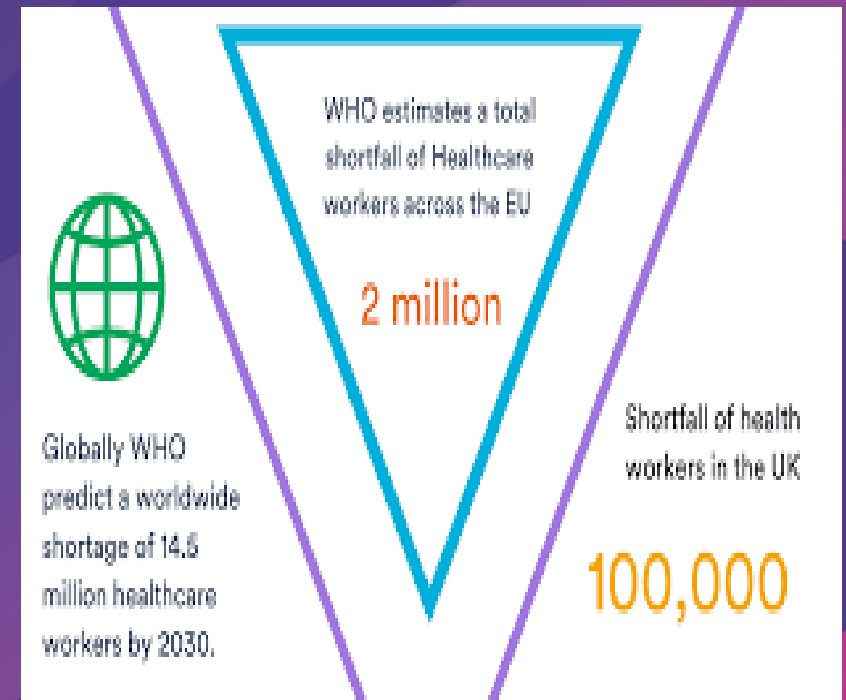 WHO estimates a total
shortfall of Healthcare
workers across the EU
2 million
Globally WHO
predict a worldwide
shortage of 14.5
million healthcare
workers by 2030.
Shortfall of health
workers in the UK
100,000